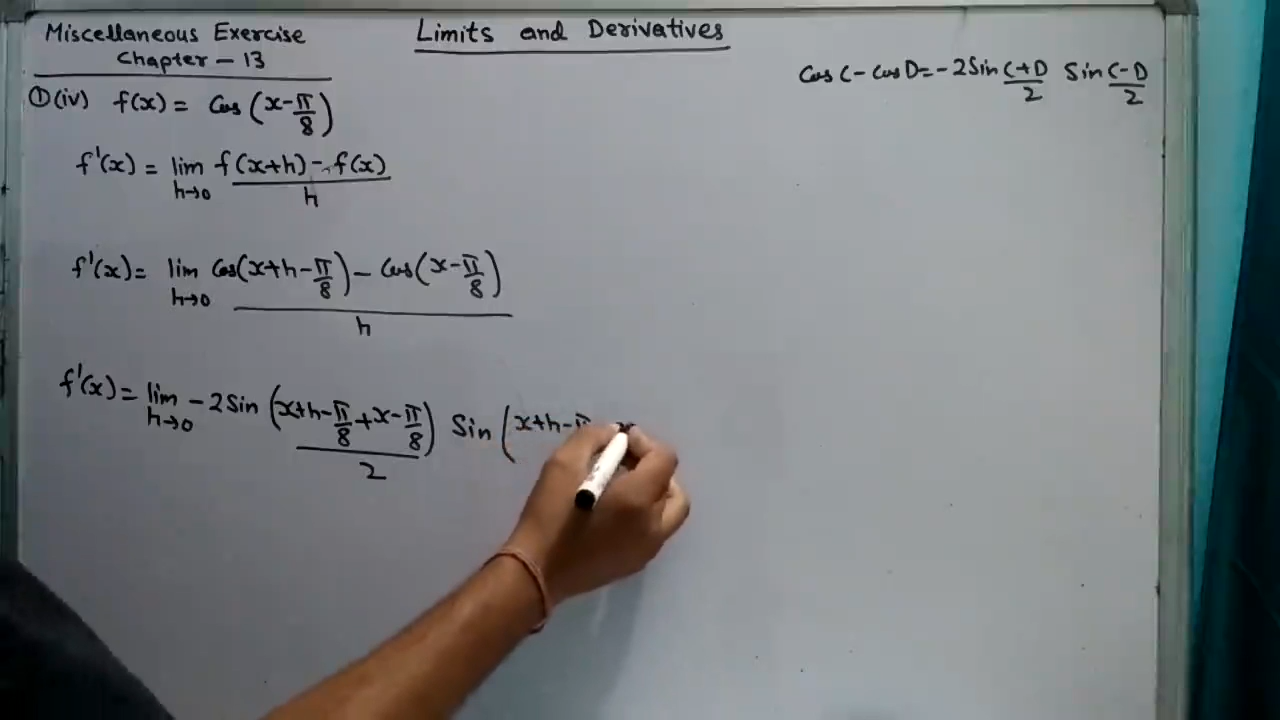 Miscellaneous Exercise
Chapter - 13
Limits and Derivatives
Cos C - Cos D = -2 Sin (C+D)/2 Sin (C-D)/2
①(iv) f(x) = Cos (x - π/8)
f'(x) = lim h→0 (f(x+h) - f(x))/h
f'(x) = lim h→0 (Cos(x+h-π/8) - Cos(x-π/8))/h
f'(x) = lim h→0 -2 Sin ((x+h-π/8+x-π/8)/2) Sin (x+h-π